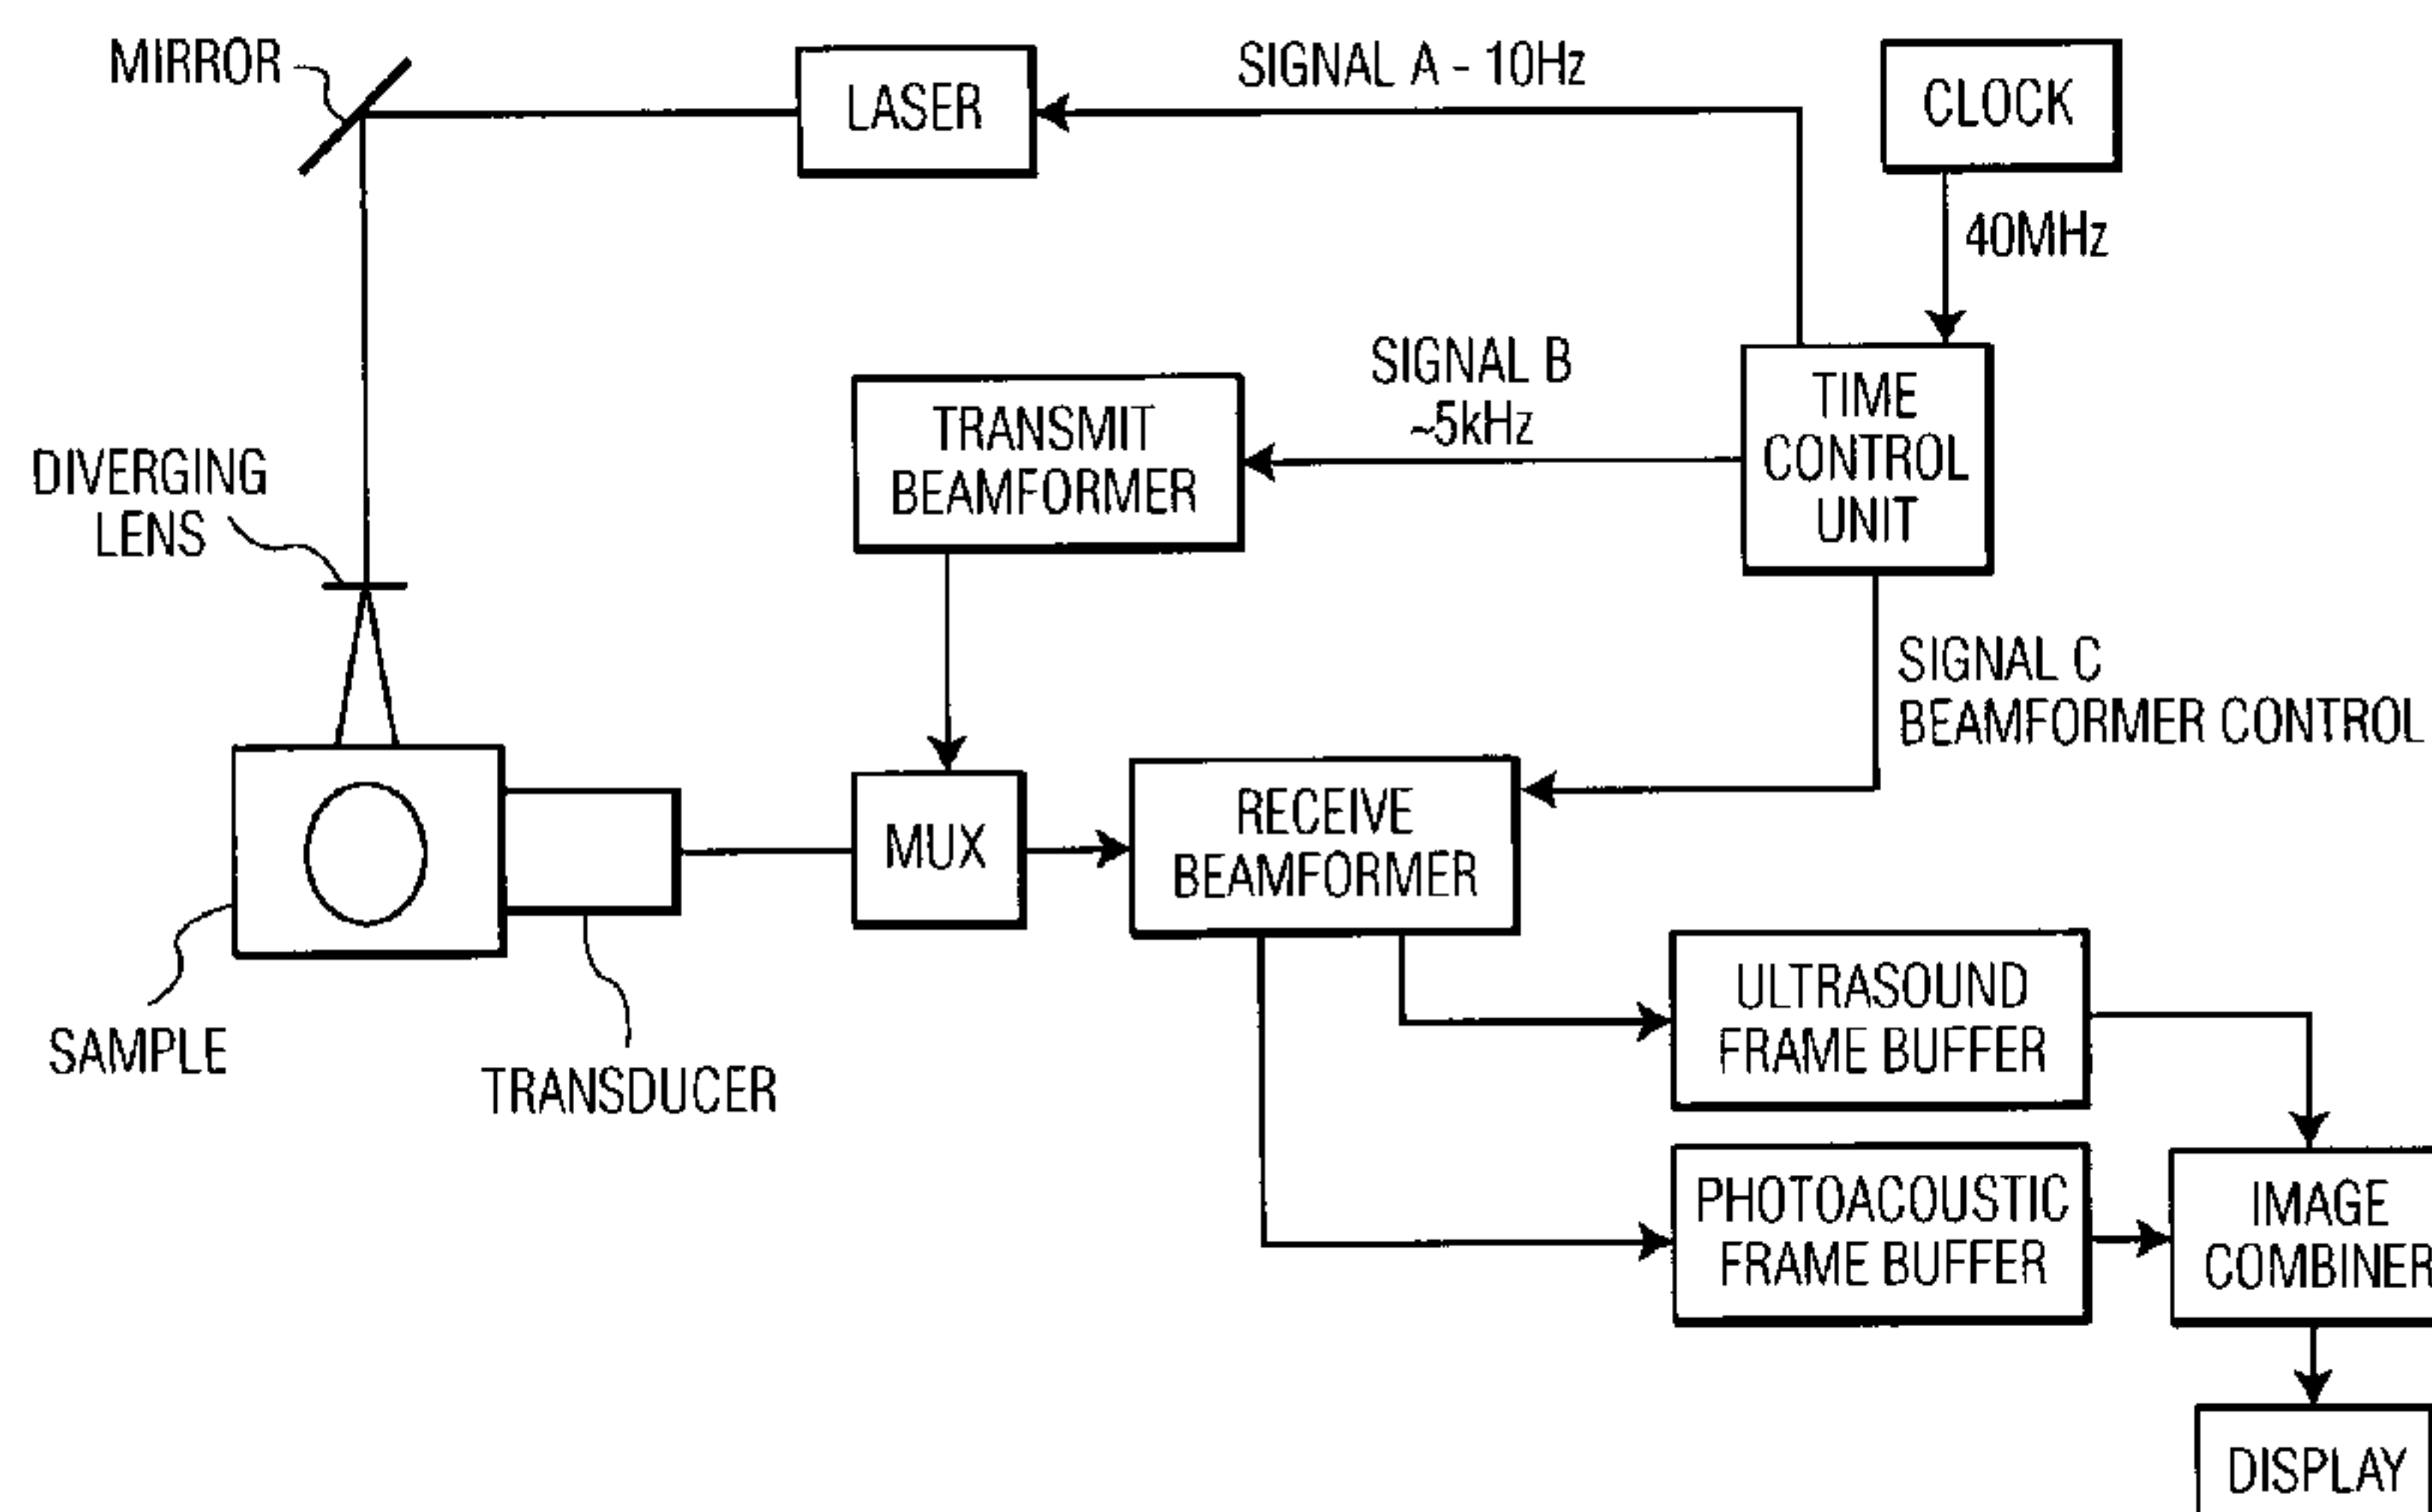 MIRROR
LASER
SIGNAL A - 10Hz
CLOCK
40MHz
SIGNAL B
~5kHz
TRANSMIT
BEAMFORMER
TIME
CONTROL
UNIT
DIVERGING
LENS
SIGNAL C
BEAMFORMER CONTROL
MUX
RECEIVE
BEAMFORMER
SAMPLE
TRANSDUCER
ULTRASOUND
FRAME BUFFER
PHOTOACOUSTIC
FRAME BUFFER
IMAGE
COMBINER
DISPLAY